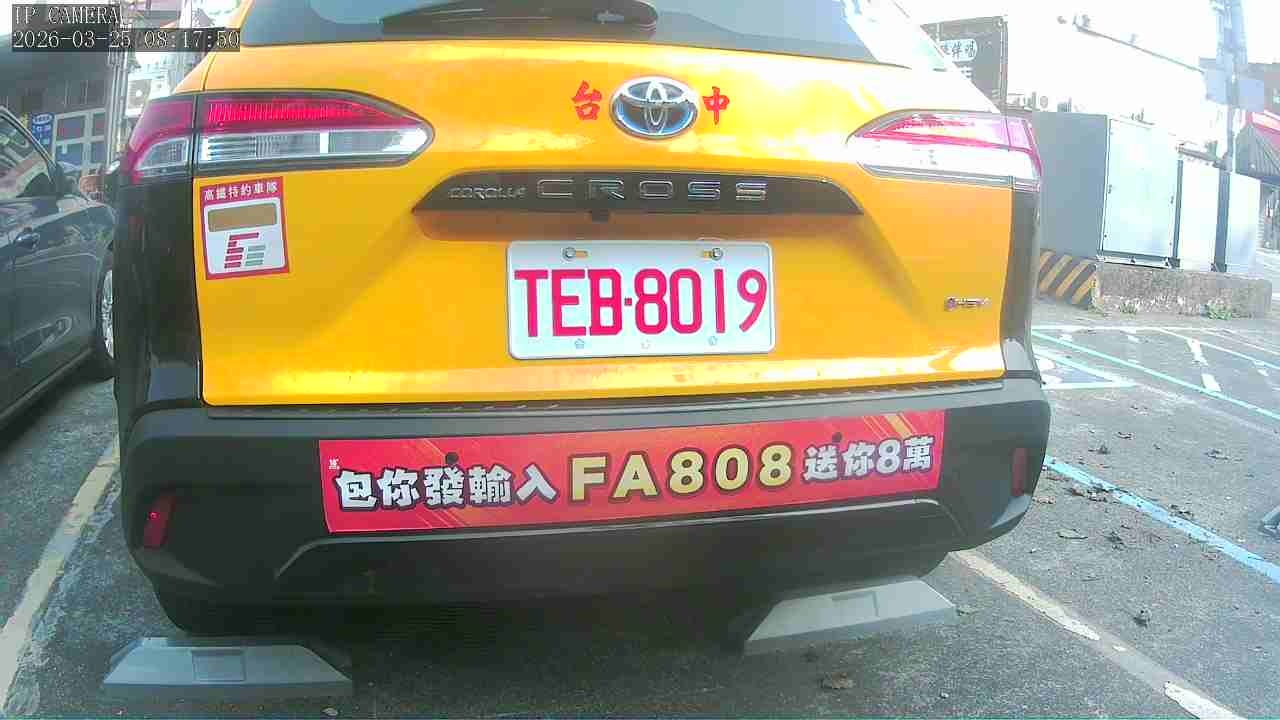 IP CAMERA
2026-03-25 08:17:50
台 中
COROLLA CROSS
高鐵特約車隊
TEB-8019
HEV
包你發輸入FA808送你8萬